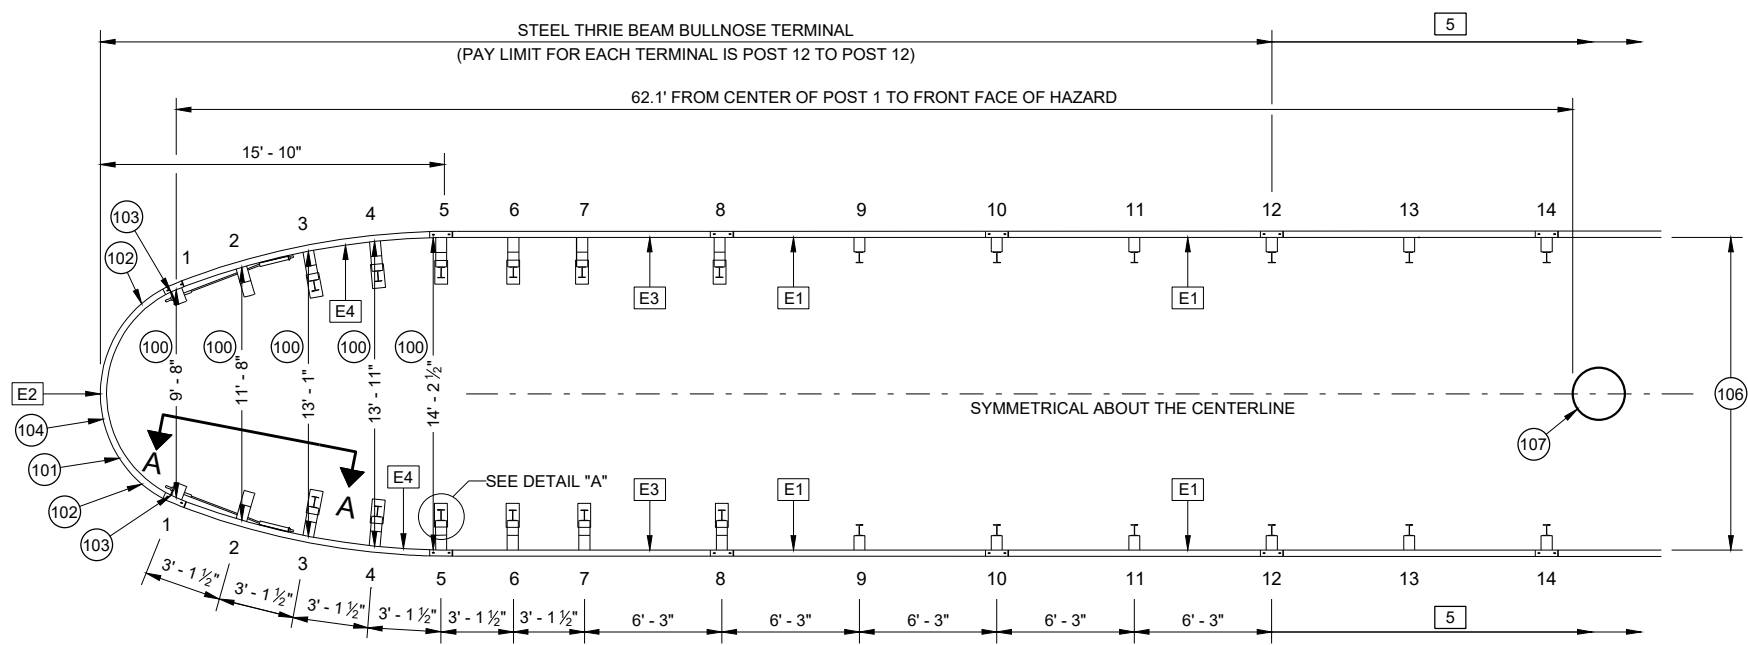 STEEL THRIE BEAM BULLNOSE TERMINAL
5
(PAY LIMIT FOR EACH TERMINAL IS POST 12 TO POST 12)
62.1' FROM CENTER OF POST 1 TO FRONT FACE OF HAZARD
15' - 10"
103 1 2 3 4 5 6 7 8 9 10 11 12 13 14
102
E4 E3 E1 E1
100 100 100 100 100
9' - 8" 11' - 8" 13' - 1" 13' - 11" 14' - 2 ½"
E2
106
SYMMETRICAL ABOUT THE CENTERLINE
104
107
101
A
A
102
E4
SEE DETAIL "A"
E3 E1 E1
103
1 2 3 4 5 6 7 8 9 10 11 12 13 14
3' - 1 ½" 3' - 1 ½" 3' - 1 ½" 3' - 1 ½" 3' - 1 ½" 3' - 1 ½" 6' - 3" 6' - 3" 6' - 3" 6' - 3" 6' - 3"
5